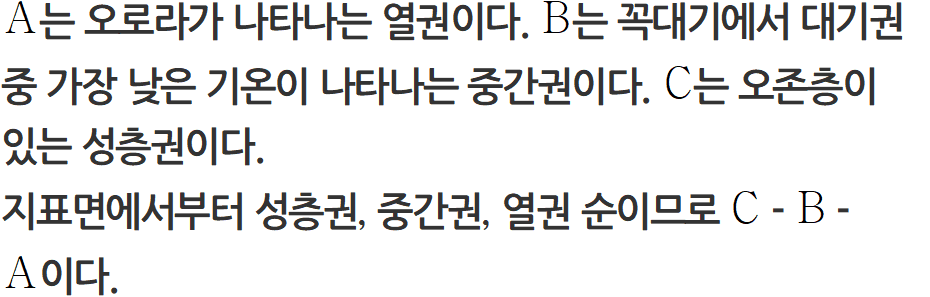 A는 오로라가 나타나는 열권이다. B는 꼭대기에서 대기권
중 가장 낮은 기온이 나타나는 중간권이다. C는 오존층이
있는 성층권이다.
지표면에서부터 성층권, 중간권, 열권 순이므로 C - B -
A이다.